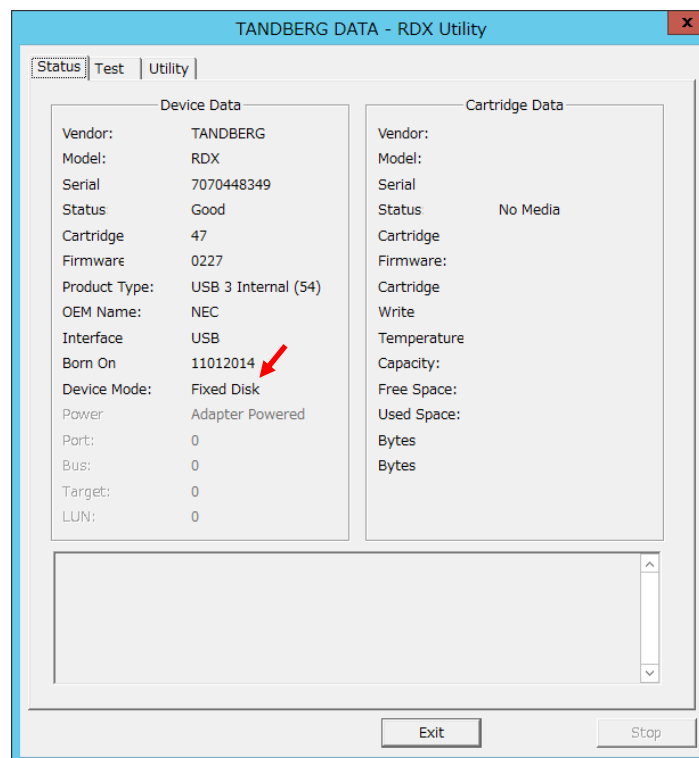 TANDBERG DATA - RDX Utility
x
Status Test Utility
Device Data
Vendor: TANDBERG
Model: RDX
Serial 7070448349
Status Good
Cartridge 47
Firmware 0227
Product Type: USB 3 Internal (54)
OEM Name: NEC
Interface USB
Born On 11012014
Device Mode: Fixed Disk
Power Adapter Powered
Port: 0
Bus: 0
Target: 0
LUN: 0
Cartridge Data
Vendor:
Model:
Serial
Status No Media
Cartridge
Firmware:
Cartridge
Write
Temperature
Capacity:
Free Space:
Used Space:
Bytes
Bytes
Exit Stop